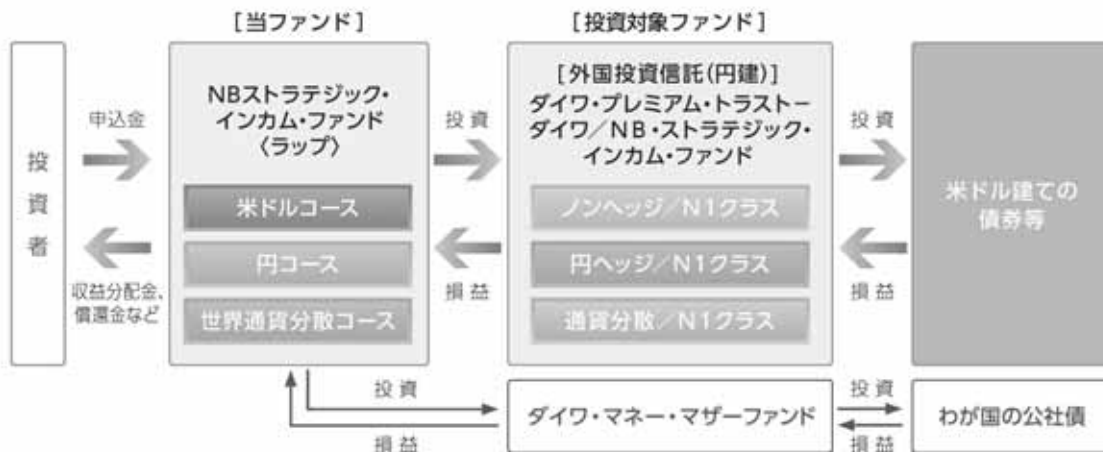 [当ファンド]
[投資対象ファンド]
投資者
申込金
収益分配金、
償還金など
NBストラテジック・
インカム・ファンド
〈ラップ〉
米ドルコース
円コース
世界通貨分散コース
投資
損益
[外国投資信託(円建)]
ダイワ・プレミアム・トラスト－
ダイワ／NB・ストラテジック・
インカム・ファンド
ノンヘッジ／N1クラス
円ヘッジ／N1クラス
通貨分散／N1クラス
投資
損益
米ドル建ての
債券等
投資
損益
ダイワ・マネー・マザーファンド
投資
損益
わが国の公社債